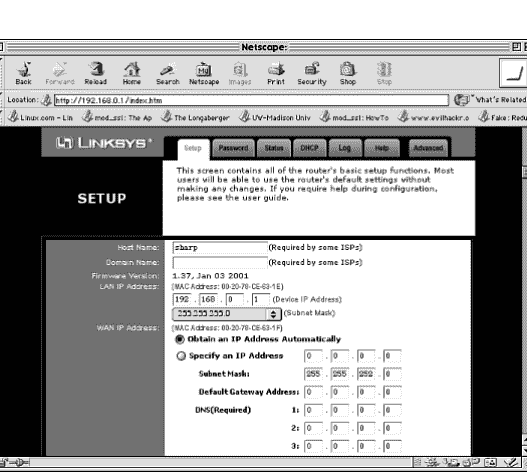 Netscape:
Back Forward Reload Home Search Netscape Images Print Security Shop Stop
Location: http://192.168.0.1/index.htm What's Related
Linux.com - Lin mod_ssl: The Ap The Longaberger UW-Madison Univ mod_ssl: HowTo www.evilhackr.o Fake: Redu
LINKSYS®
Setup Password Status DHCP Log Help Advanced
SETUP
This screen contains all of the router's basic setup functions. Most
users will be able to use the router's default settings without
making any changes. If you require help during configuration,
please see the user guide.
Host Name: sharp (Required by some ISPs)
Domain Name: (Required by some ISPs)
Firmware Version: 1.37, Jan 03 2001
LAN IP Address: (MAC Address: 00-20-78-CE-63-1E)
192 . 168 . 0 . 1 (Device IP Address)
255.255.255.0 (Subnet Mask)
WAN IP Address: (MAC Address: 00-20-78-CE-63-1F)
Obtain an IP Address Automatically
Specify an IP Address 0 . 0 . 0 . 0
Subnet Mask: 255 . 255 . 252 . 0
Default Gateway Address: 0 . 0 . 0 . 0
DNS(Required) 1: 0 . 0 . 0 . 0
2: 0 . 0 . 0 . 0
3: 0 . 0 . 0 . 0